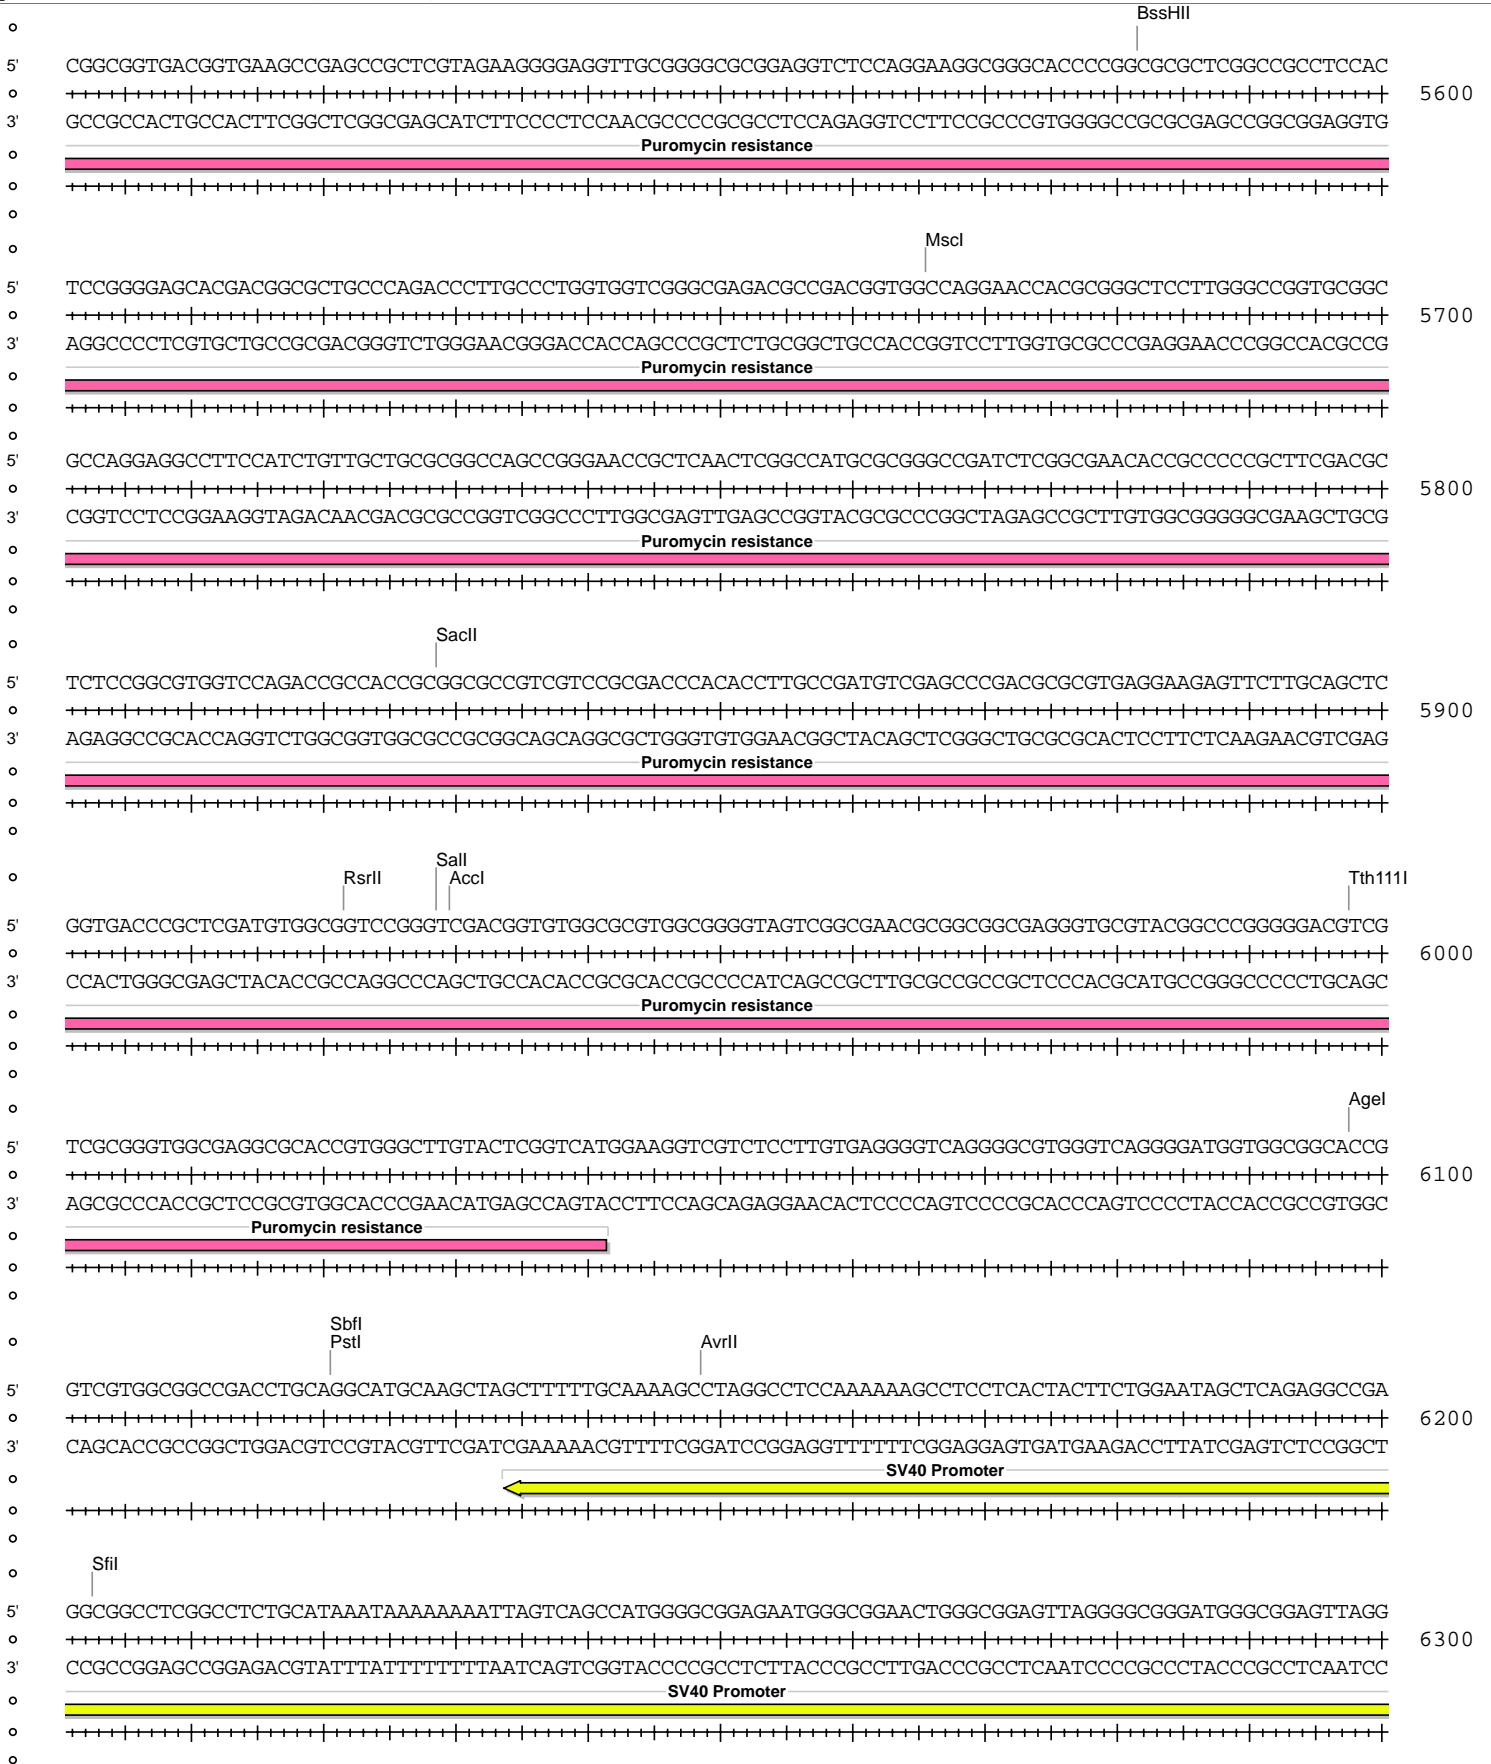 BssHII
5' CGGCGGTGACGGTGAAGCCGAGCCGCTCGTAGAAGGGGAGGTTGCGGGGCGCGGAGGTCTCCAGGAAGGCGGGCACCCCGGCGCGCTCGGCCGCCTCCAC
5600
3' GCCGCCACTGCCACTTCGGCTCGGCGAGCATCTTCCCCTCCAACGCCCCGCGCCTCCAGAGGTCCTTCCGCCCGTGGGGCCGCGCGAGCCGGCGGAGGTG
Puromycin resistance
MscI
5' TCCGGGGAGCACGACGGCGCTGCCCAGACCCTTGCCCTGGTGGTCGGGCGAGACGCCGACGGTGGCCAGGAACCACGCGGGCTCCTTGGGCCGGTGCGGC
5700
3' AGGCCCCTCGTGCTGCCGCGACGGGTCTGGGAACGGGACCACCAGCCCGCTCTGCGGCTGCCACCGGTCCTTGGTGCGCCCGAGGAACCCGGCCACGCCG
Puromycin resistance
5' GCCAGGAGGCCTTCCATCTGTTGCTGCGCGGCCAGCCGGGAACCGCTCAACTCGGCCATGCGCGGGCCGATCTCGGCGAACACCGCCCCCGCTTCGACGC
5800
3' CGGTCCTCCGGAAGGTAGACAACGACGCGCCGGTCGGCCCTTGGCGAGTTGAGCCGGTACGCGCCCGGCTAGAGCCGCTTGTGGCGGGGGCGAAGCTGCG
Puromycin resistance
SacII
5' TCTCCGGCGTGGTCCAGACCGCCACCGCGGCGCCGTCGTCCGCGACCCACACCTTGCCGATGTCGAGCCCGACGCGCGTGAGGAAGAGTTCTTGCAGCTC
5900
3' AGAGGCCGCACCAGGTCTGGCGGTGGCGCCGCGGCAGCAGGCGCTGGGTGTGGAACGGCTACAGCTCGGGCTGCGCGCACTCCTTCTCAAGAACGTCGAG
Puromycin resistance
SalI
RsrII AccI Tth111I
5' GGTGACCCGCTCGATGTGGCGGTCCGGGTCGACGGTGTGGCGCGTGGCGGGGTAGTCGGCGAACGCGGCGGCGAGGGTGCGTACGGCCCGGGGGACGTCG
6000
3' CCACTGGGCGAGCTACACCGCCAGGCCCAGCTGCCACACCGCGCACCGCCCCATCAGCCGCTTGCGCCGCCGCTCCCACGCATGCCGGGCCCCCTGCAGC
Puromycin resistance
AgeI
5' TCGCGGGTGGCGAGGCGCACCGTGGGCTTGTACTCGGTCATGGAAGGTCGTCTCCTTGTGAGGGGTCAGGGGCGTGGGTCAGGGGATGGTGGCGGCACCG
6100
3' AGCGCCCACCGCTCCGCGTGGCACCCGAACATGAGCCAGTACCTTCCAGCAGAGGAACACTCCCCAGTCCCCGCACCCAGTCCCCTACCACCGCCGTGGC
Puromycin resistance
SbfI
PstI AvrII
5' GTCGTGGCGGCCGACCTGCAGGCATGCAAGCTAGCTTTTTGCAAAAGCCTAGGCCTCCAAAAAAGCCTCCTCACTACTTCTGGAATAGCTCAGAGGCCGA
6200
3' CAGCACCGCCGGCTGGACGTCCGTACGTTCGATCGAAAAACGTTTTCGGATCCGGAGGTTTTTTCGGAGGAGTGATGAAGACCTTATCGAGTCTCCGGCT
SV40 Promoter
SfiI
5' GGCGGCCTCGGCCTCTGCATAAATAAAAAAAATTAGTCAGCCATGGGGCGGAGAATGGGCGGAACTGGGCGGAGTTAGGGGCGGGATGGGCGGAGTTAGG
6300
3' CCGCCGGAGCCGGAGACGTATTTATTTTTTTTAATCAGTCGGTACCCCGCCTCTTACCCGCCTTGACCCGCCTCAATCCCCGCCCTACCCGCCTCAATCC
SV40 Promoter